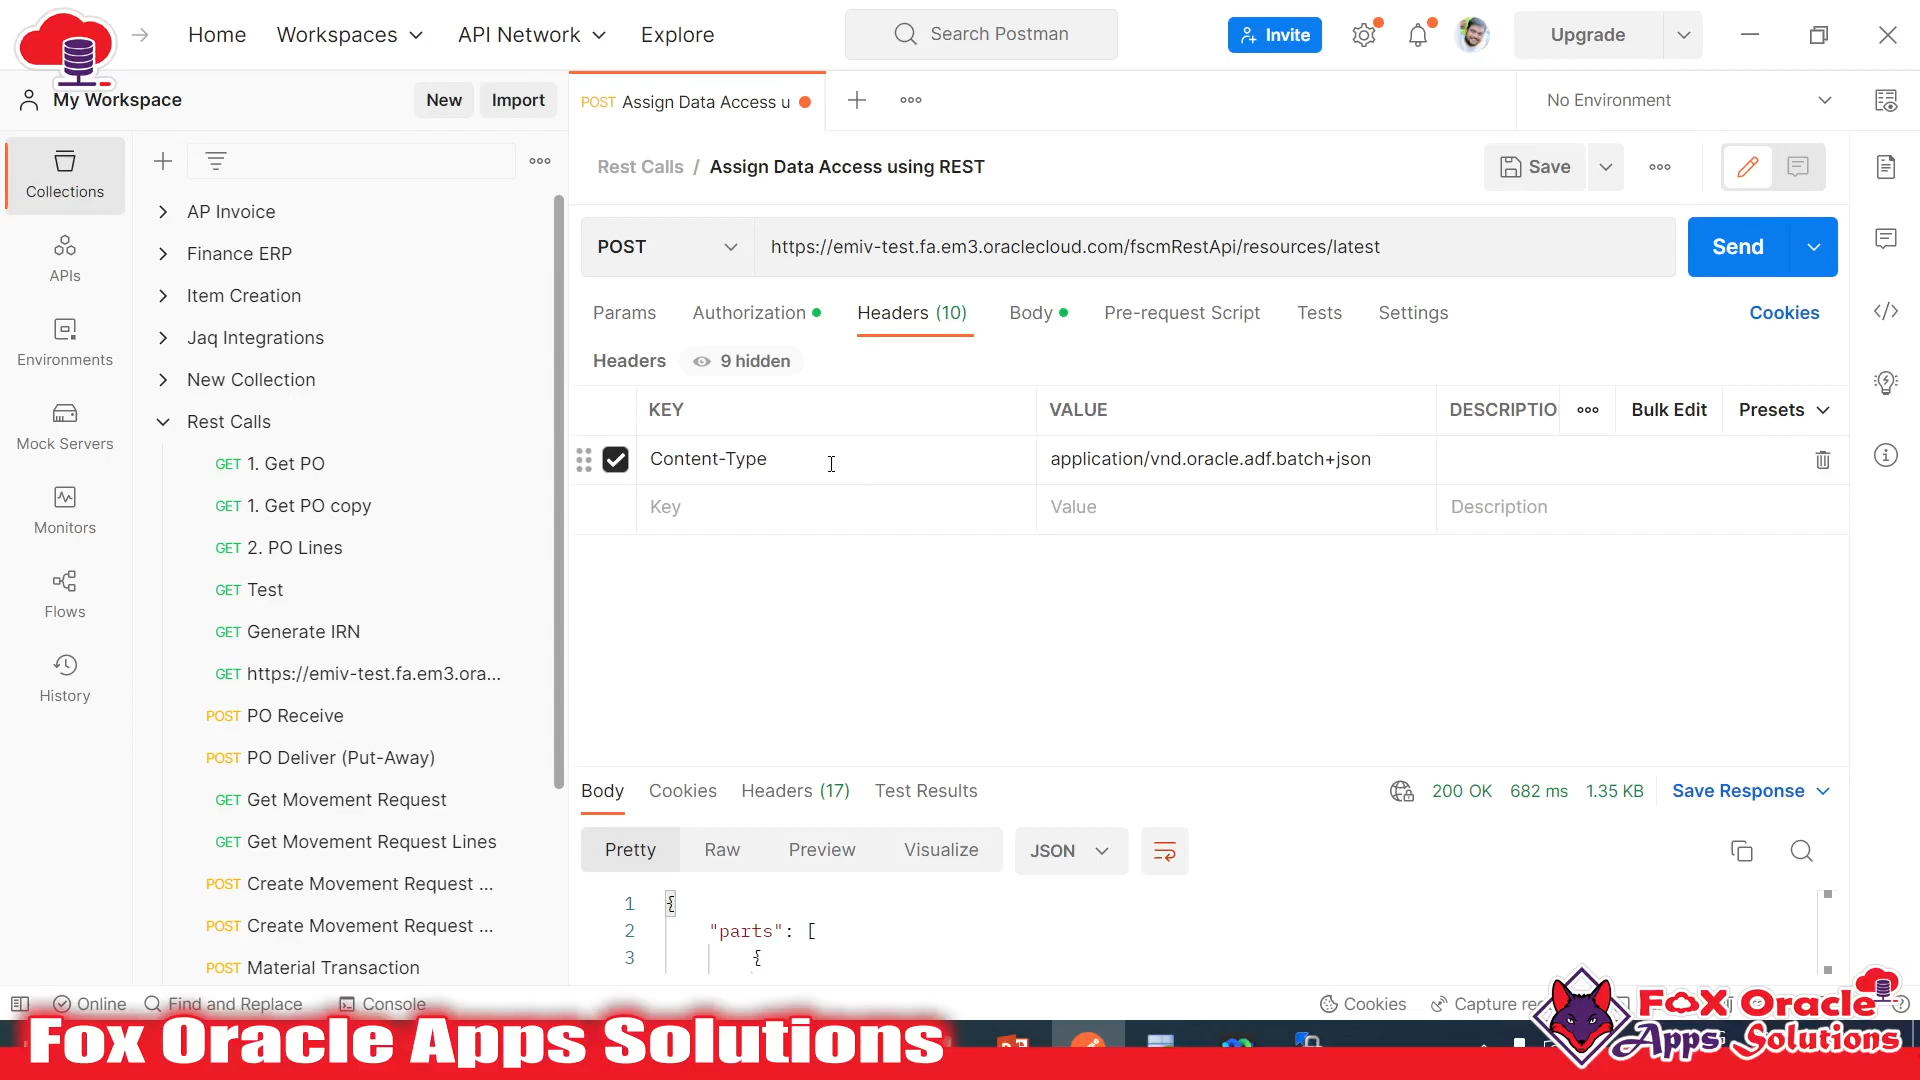 Home
Workspaces
API Network
Explore
Search Postman
Invite
Upgrade
My Workspace
New
Import
POST Assign Data Access u
No Environment
Collections
APIs
Environments
Mock Servers
Monitors
Flows
History
AP Invoice
Finance ERP
Item Creation
Jaq Integrations
New Collection
Rest Calls
GET 1. Get PO
GET 1. Get PO copy
GET 2. PO Lines
GET Test
GET Generate IRN
GET https://emiv-test.fa.em3.ora...
POST PO Receive
POST PO Deliver (Put-Away)
GET Get Movement Request
GET Get Movement Request Lines
POST Create Movement Request ...
POST Create Movement Request ...
POST Material Transaction
Rest Calls / Assign Data Access using REST
Save
POST
https://emiv-test.fa.em3.oraclecloud.com/fscmRestApi/resources/latest
Send
Params
Authorization
Headers (10)
Body
Pre-request Script
Tests
Settings
Cookies
Headers
9 hidden
KEY
VALUE
DESCRIPTIO
Bulk Edit
Presets
Content-Type
application/vnd.oracle.adf.batch+json
Key
Value
Description
Body
Cookies
Headers (17)
Test Results
200 OK
682 ms
1.35 KB
Save Response
Pretty
Raw
Preview
Visualize
JSON
1 {
2 "parts": [
3 {
Online
Find and Replace
Console
Cookies
Capture re
Fox Oracle Apps Solutions
Fox Oracle
Apps Solutions